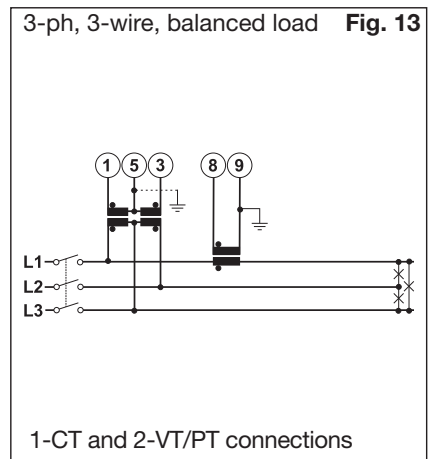 3-ph, 3-wire, balanced load Fig. 13
1 5 3 8 9
L1
L2
L3
1-CT and 2-VT/PT connections